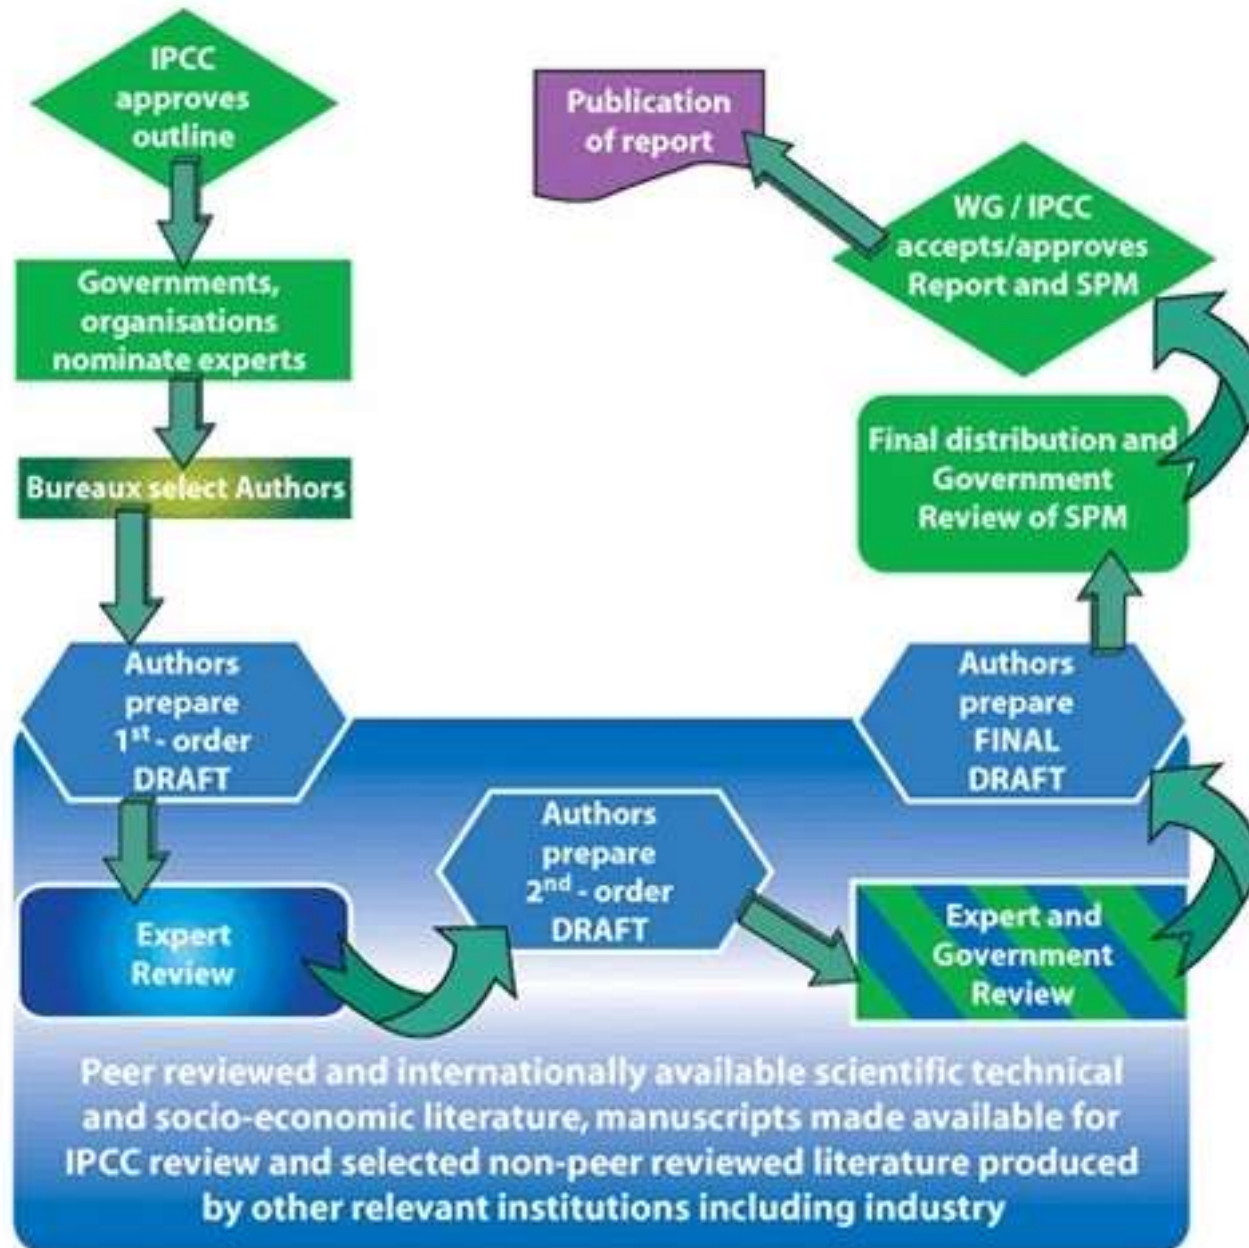 IPCC
approves
outline
Governments,
organisations
nominate experts
Bureaux select Authors
Authors
prepare
1st - order
DRAFT
Expert
Review
Authors
prepare
2nd - order
DRAFT
Expert and
Government
Review
Authors
prepare
FINAL
DRAFT
Final distribution and
Government
Review of SPM
WG / IPCC
accepts/approves
Report and SPM
Publication
of report
Peer reviewed and internationally available scientific technical
and socio-economic literature, manuscripts made available for
IPCC review and selected non-peer reviewed literature produced
by other relevant institutions including industry